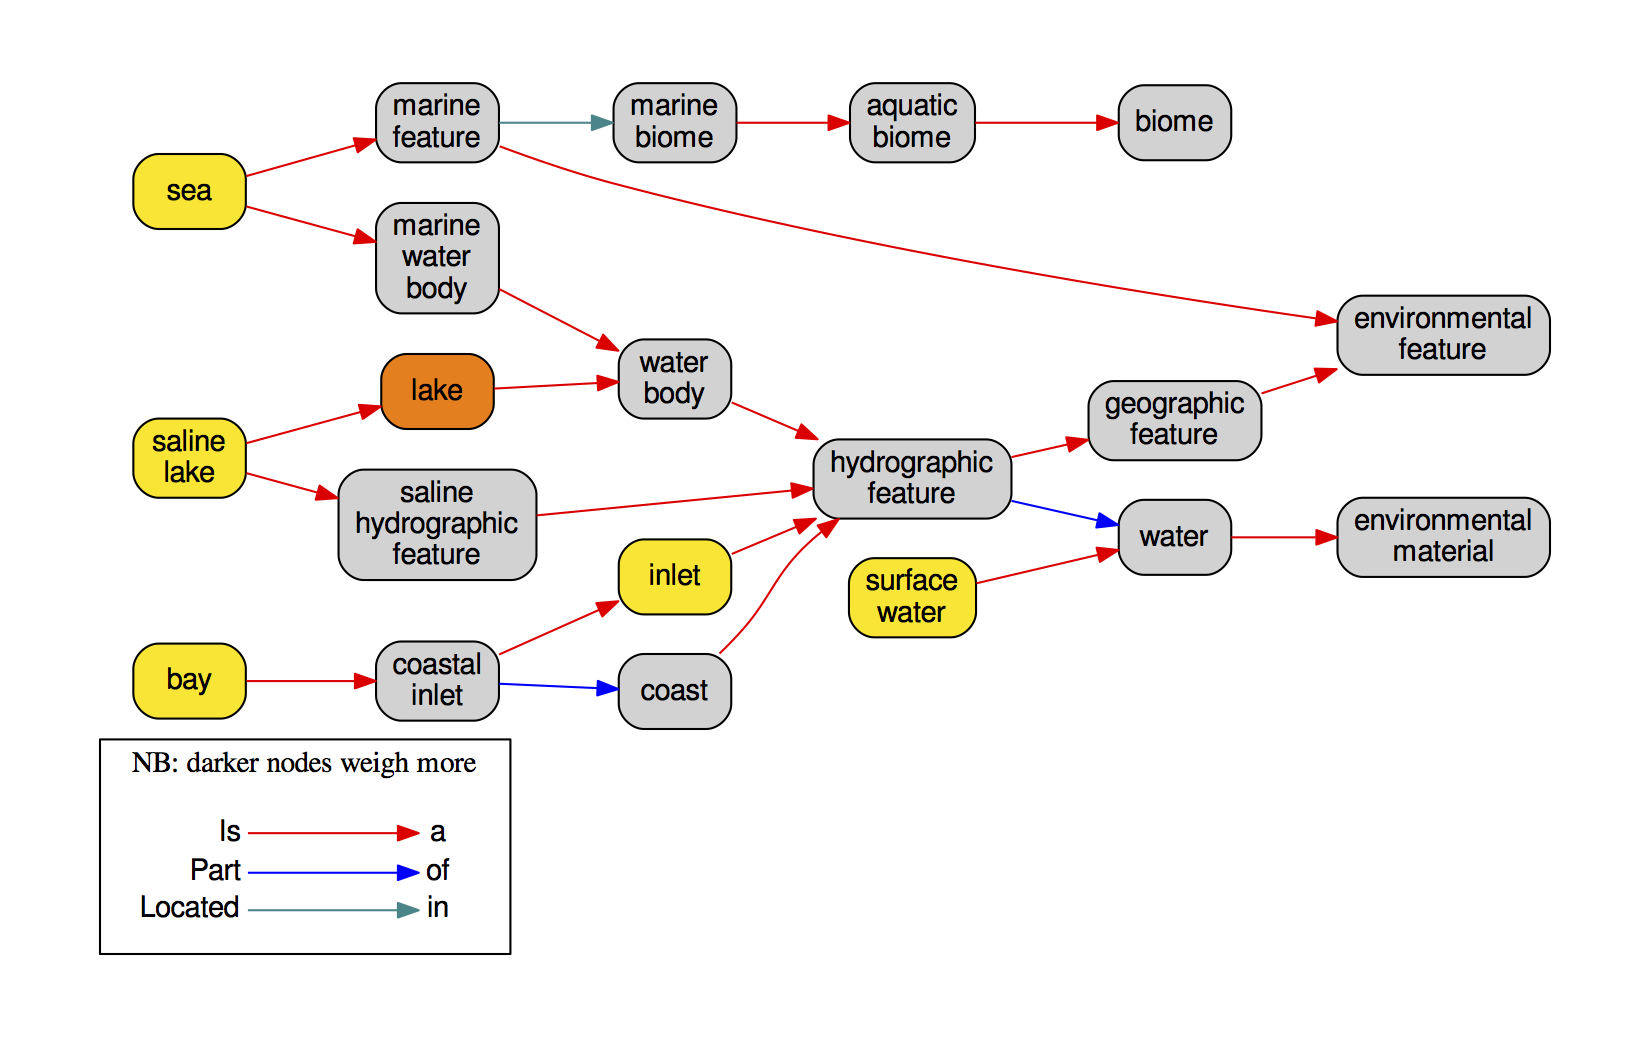 marine
feature
marine
biome
aquatic
biome
biome
sea
marine
water
body
environmental
feature
water
body
lake
geographic
feature
saline
lake
hydrographic
feature
saline
hydrographic
feature
water
environmental
material
inlet
surface
water
bay
coastal
inlet
coast
NB: darker nodes weigh more
Is a
Part of
Located in